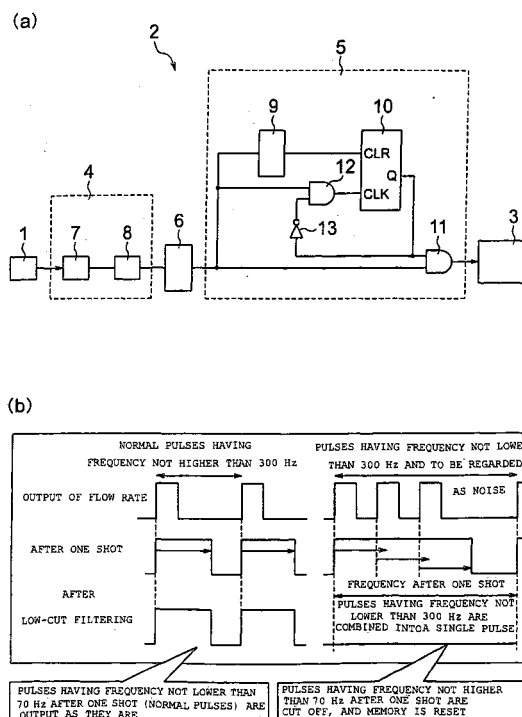 (a)
2
5
9
10
CLR
Q
CLK
12
13
4
1
7
8
6
11
3
(b)
NORMAL PULSES HAVING
FREQUENCY NOT HIGHER THAN 300 Hz
PULSES HAVING FREQUENCY NOT LOWER
THAN 300 Hz AND TO BE REGARDED
AS NOISE
OUTPUT OF FLOW RATE
AFTER ONE SHOT
FREQUENCY AFTER ONE SHOT
AFTER
LOW-CUT FILTERING
PULSES HAVING FREQUENCY NOT
LOWER THAN 300 Hz ARE
COMBINED INTOA SINGLE PULSE
PULSES HAVING FREQUENCY NOT LOWER THAN
70 Hz AFTER ONE SHOT (NORMAL PULSES) ARE
OUTPUT AS THEY ARE
PULSES HAVING FREQUENCY NOT HIGHER
THAN 70 Hz AFTER ONE SHOT ARE
CUT OFF, AND MEMORY IS RESET